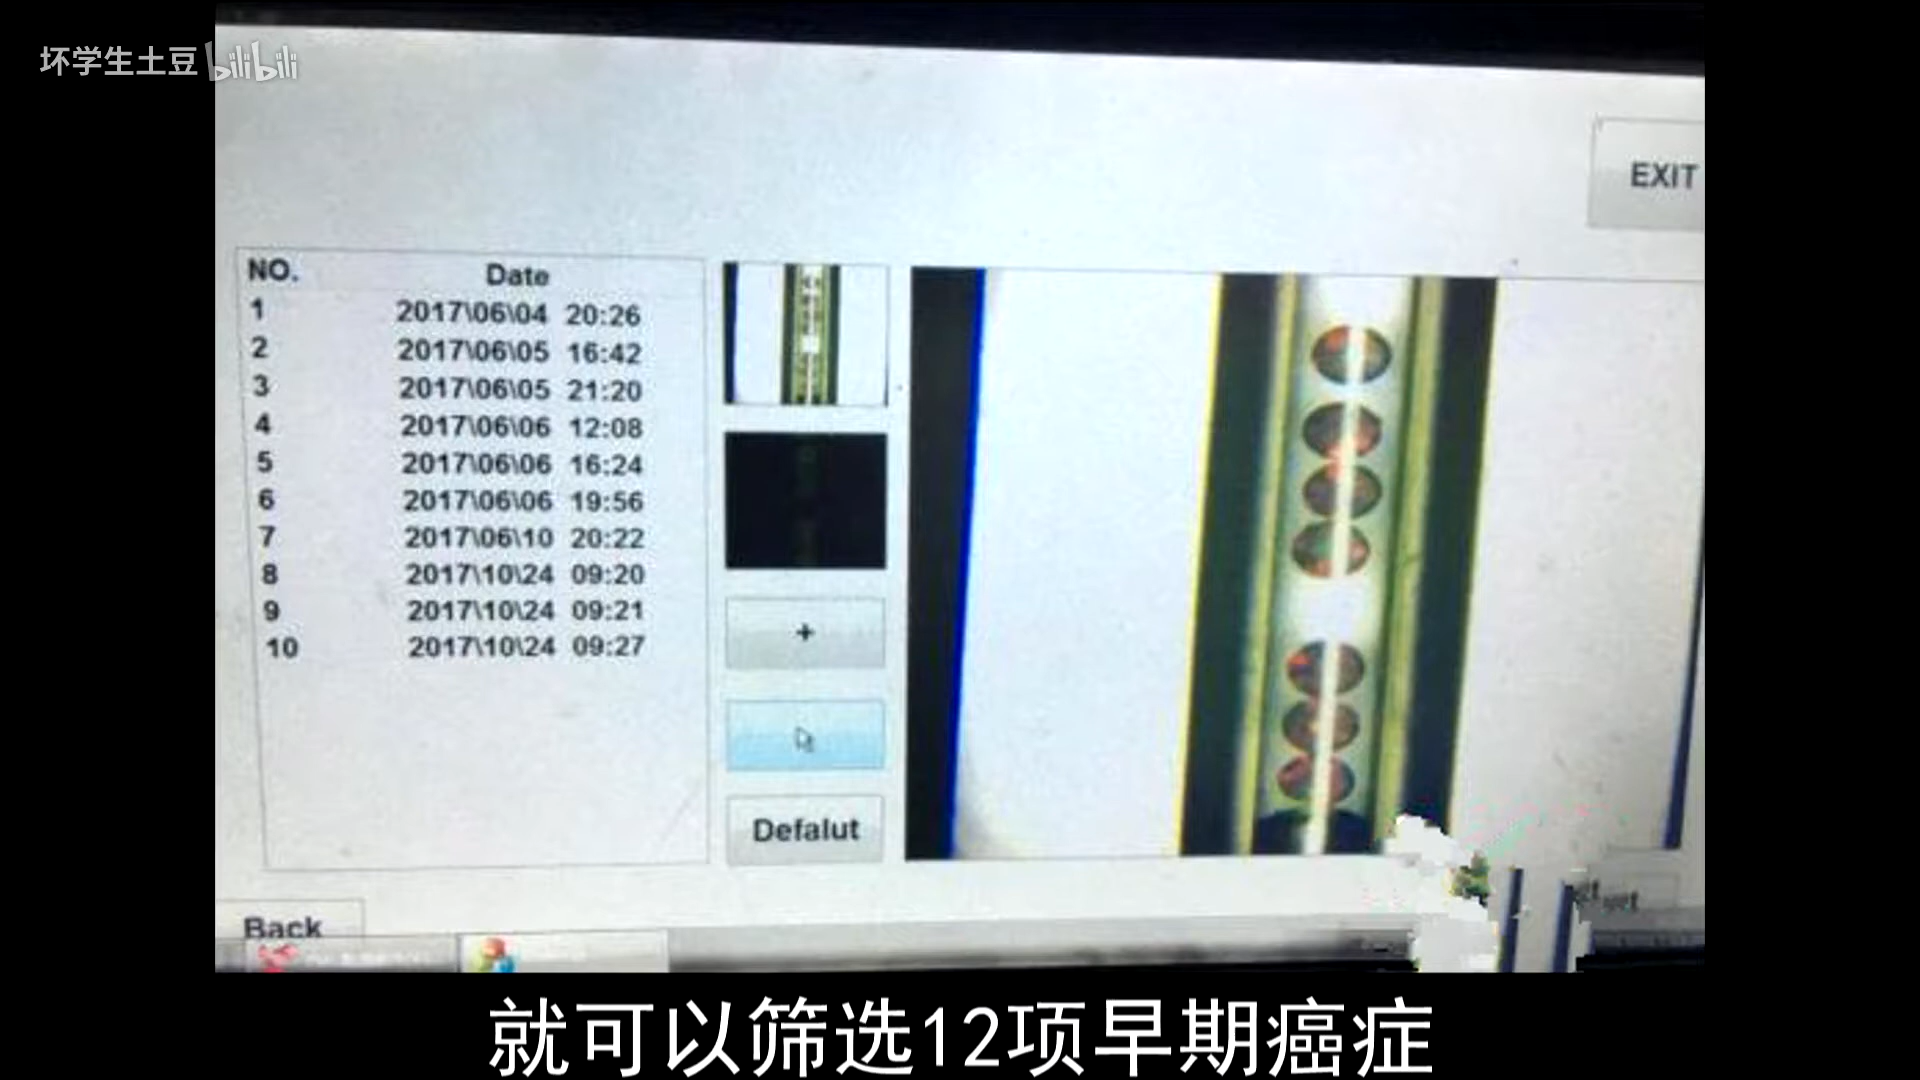 坏学生土豆 bilibili
EXIT
NO. Date
1 2017\06\04 20:26
2 2017\06\05 16:42
3 2017\06\05 21:20
4 2017\06\06 12:08
5 2017\06\06 16:24
6 2017\06\06 19:56
7 2017\06\10 20:22
8 2017\10\24 09:20
9 2017\10\24 09:21
10 2017\10\24 09:27
+
Defalut
Back
就可以筛选12项早期癌症